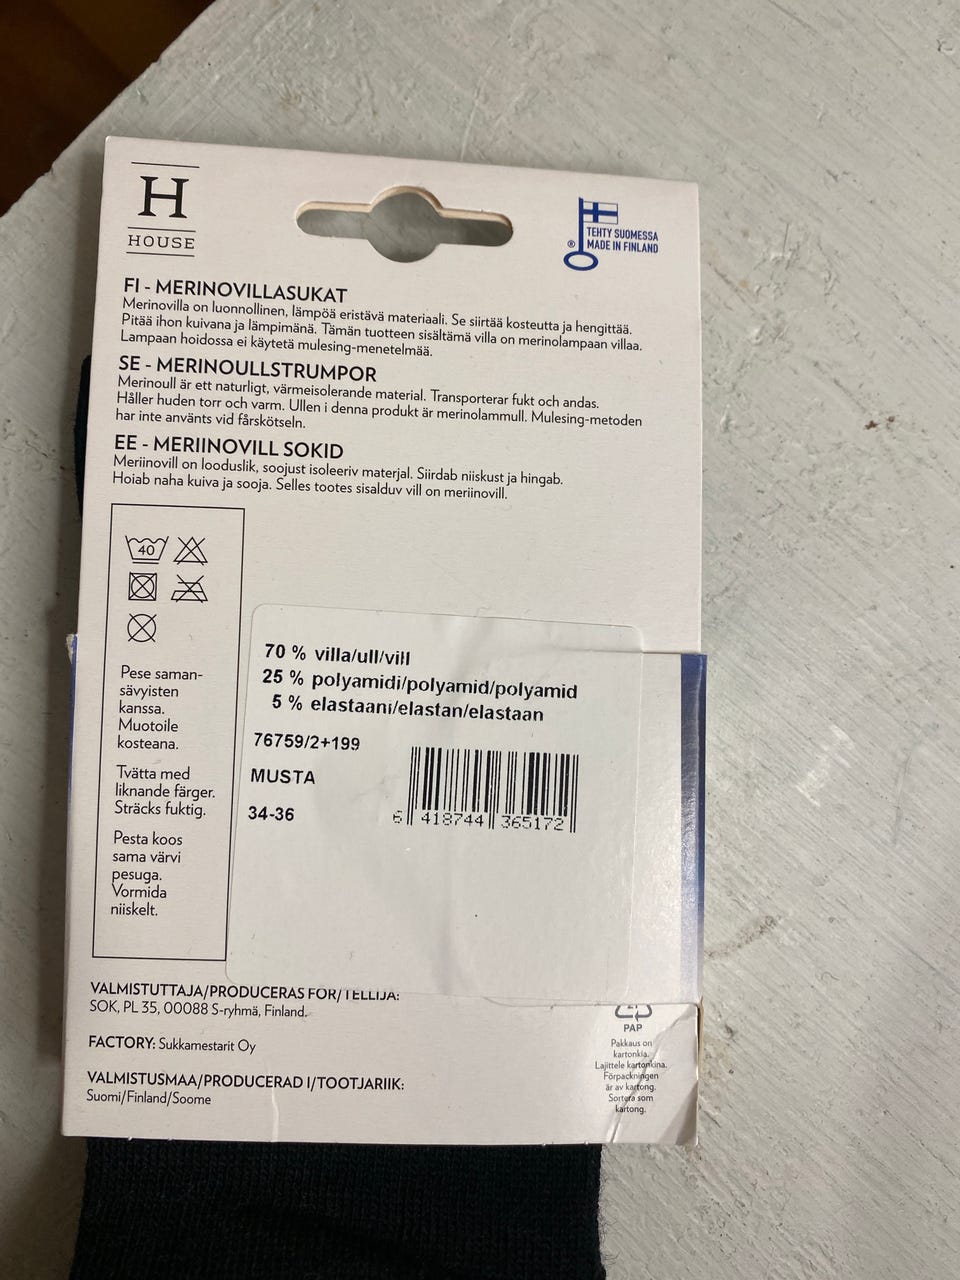 H
HOUSE
TEHTY SUOMESSA
® MADE IN FINLAND
FI - MERINOVILLASUKAT
Merinovilla on luonnollinen, lämpöä eristävä materiaali. Se siirtää kosteutta ja hengittää.
Pitää ihon kuivana ja lämpimänä. Tämän tuotteen sisältämä villa on merinolampaan villaa.
Lampaan hoidossa ei käytetä mulesing-menetelmää.
SE - MERINOULLSTRUMPOR
Merinoull är ett naturligt, värmeisolerande material. Transporterar fukt och andas.
Håller huden torr och varm. Ullen i denna produkt är merinolammull. Mulesing-metoden
har inte använts vid fårskötseln.
EE - MERIINOVILL SOKID
Meriinovill on looduslik, soojust isoleeriv materjal. Siirdab niiskust ja hingab.
Hoiab naha kuiva ja sooja. Selles tootes sisalduv vill on meriinovill.
40
Pese saman-
sävyisten
kanssa.
Muotoile
kosteana.
Tvätta med
liknande färger.
Sträcks fuktig.
Pesta koos
sama värvi
pesuga.
Vormida
niiskelt.
70 % villa/ull/vill
25 % polyamidi/polyamid/polyamid
5 % elastaani/elastan/elastaan
76759/2+199
MUSTA
34-36
6 418744 365172
VALMISTUTTAJA/PRODUCERAS FÖR/TELLIJA:
SOK, PL 35, 00088 S-ryhmä, Finland.
FACTORY: Sukkamestarit Oy
VALMISTUSMAA/PRODUCERAD I/TOOTJARIIK:
Suomi/Finland/Soome
PAP
Pakkaus on
kartonkia.
Lajittele kartonkina.
Förpackningen
är av kartong.
Sortera som
kartong.